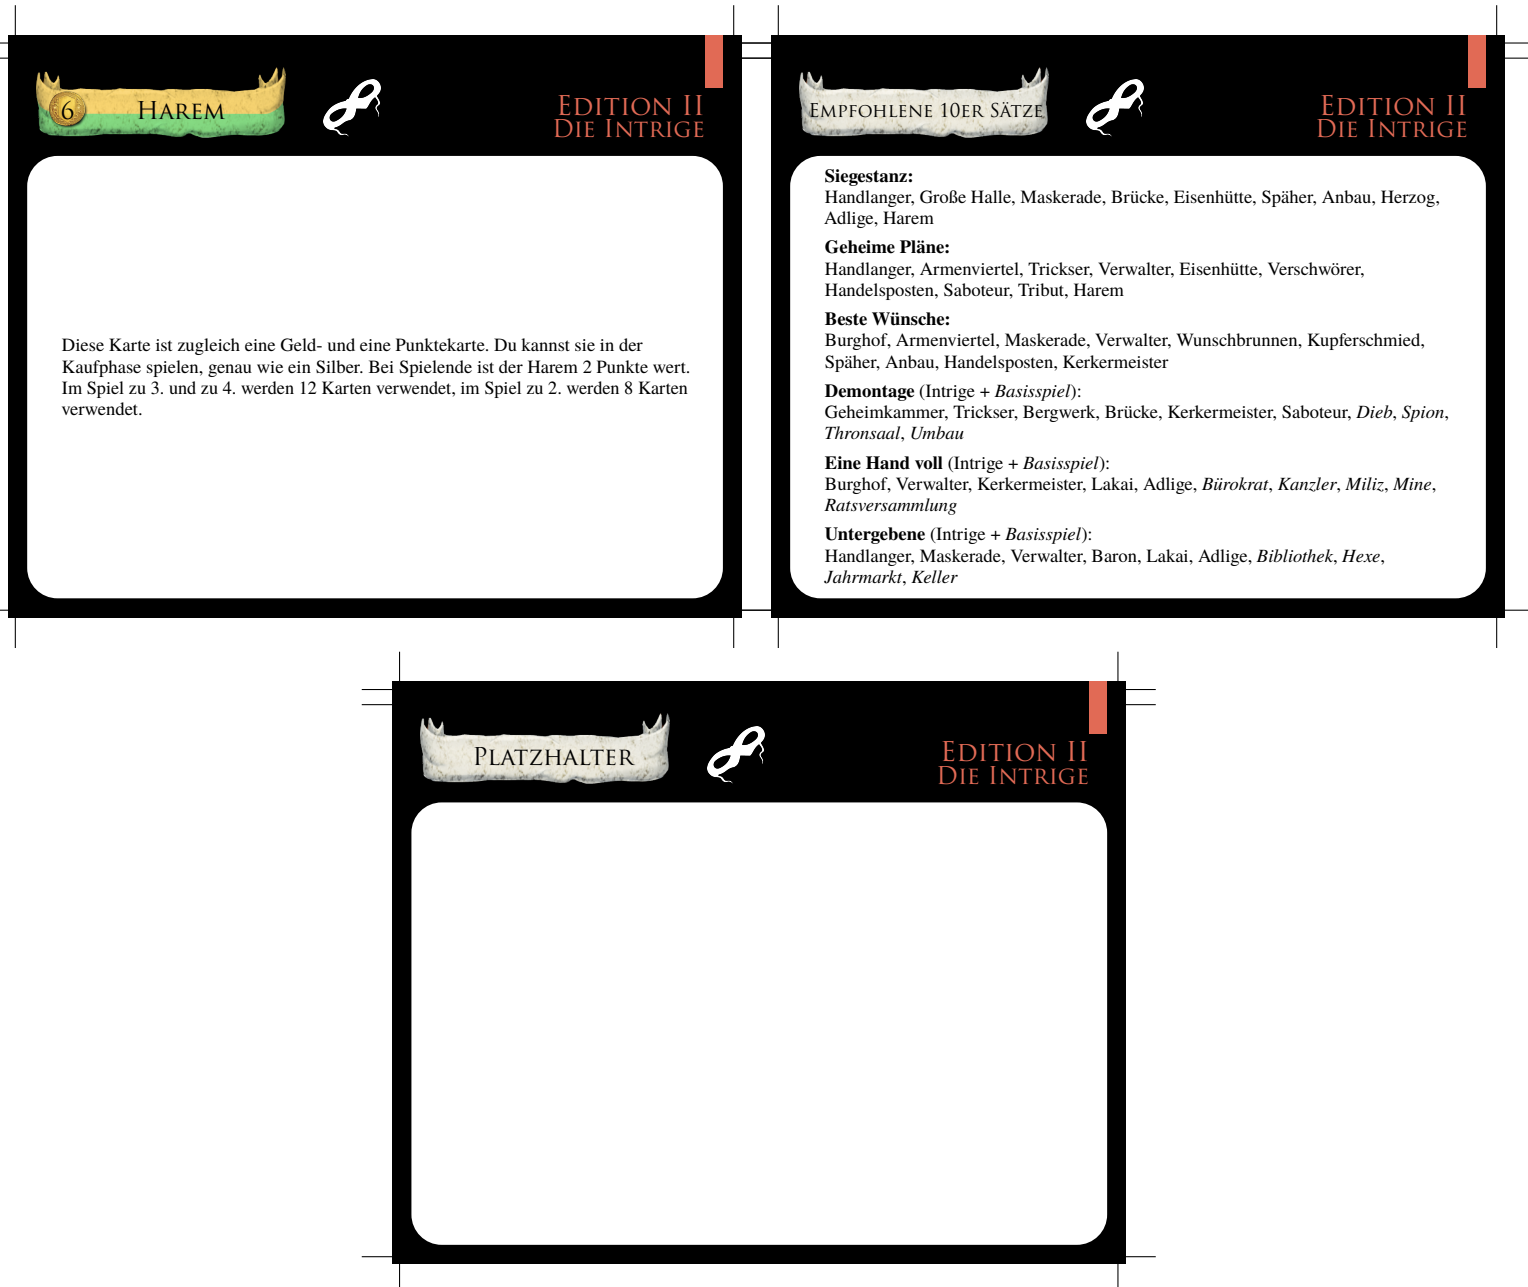 6
HAREM
EDITION II
DIE INTRIGE
Diese Karte ist zugleich eine Geld- und eine Punktekarte. Du kannst sie in der
Kaufphase spielen, genau wie ein Silber. Bei Spielende ist der Harem 2 Punkte wert.
Im Spiel zu 3. und zu 4. werden 12 Karten verwendet, im Spiel zu 2. werden 8 Karten
verwendet.
EMPFOHLENE 10ER SÄTZE
EDITION II
DIE INTRIGE
Siegestanz:
Handlanger, Große Halle, Maskerade, Brücke, Eisenhütte, Späher, Anbau, Herzog,
Adlige, Harem
Geheime Pläne:
Handlanger, Armenviertel, Trickser, Verwalter, Eisenhütte, Verschwörer,
Handelsposten, Saboteur, Tribut, Harem
Beste Wünsche:
Burghof, Armenviertel, Maskerade, Verwalter, Wunschbrunnen, Kupferschmied,
Späher, Anbau, Handelsposten, Kerkermeister
Demontage (Intrige + Basisspiel):
Geheimkammer, Trickser, Bergwerk, Brücke, Kerkermeister, Saboteur, Dieb, Spion,
Thronsaal, Umbau
Eine Hand voll (Intrige + Basisspiel):
Burghof, Verwalter, Kerkermeister, Lakai, Adlige, Bürokrat, Kanzler, Miliz, Mine,
Ratsversammlung
Untergebene (Intrige + Basisspiel):
Handlanger, Maskerade, Verwalter, Baron, Lakai, Adlige, Bibliothek, Hexe,
Jahrmarkt, Keller
PLATZHALTER
EDITION II
DIE INTRIGE